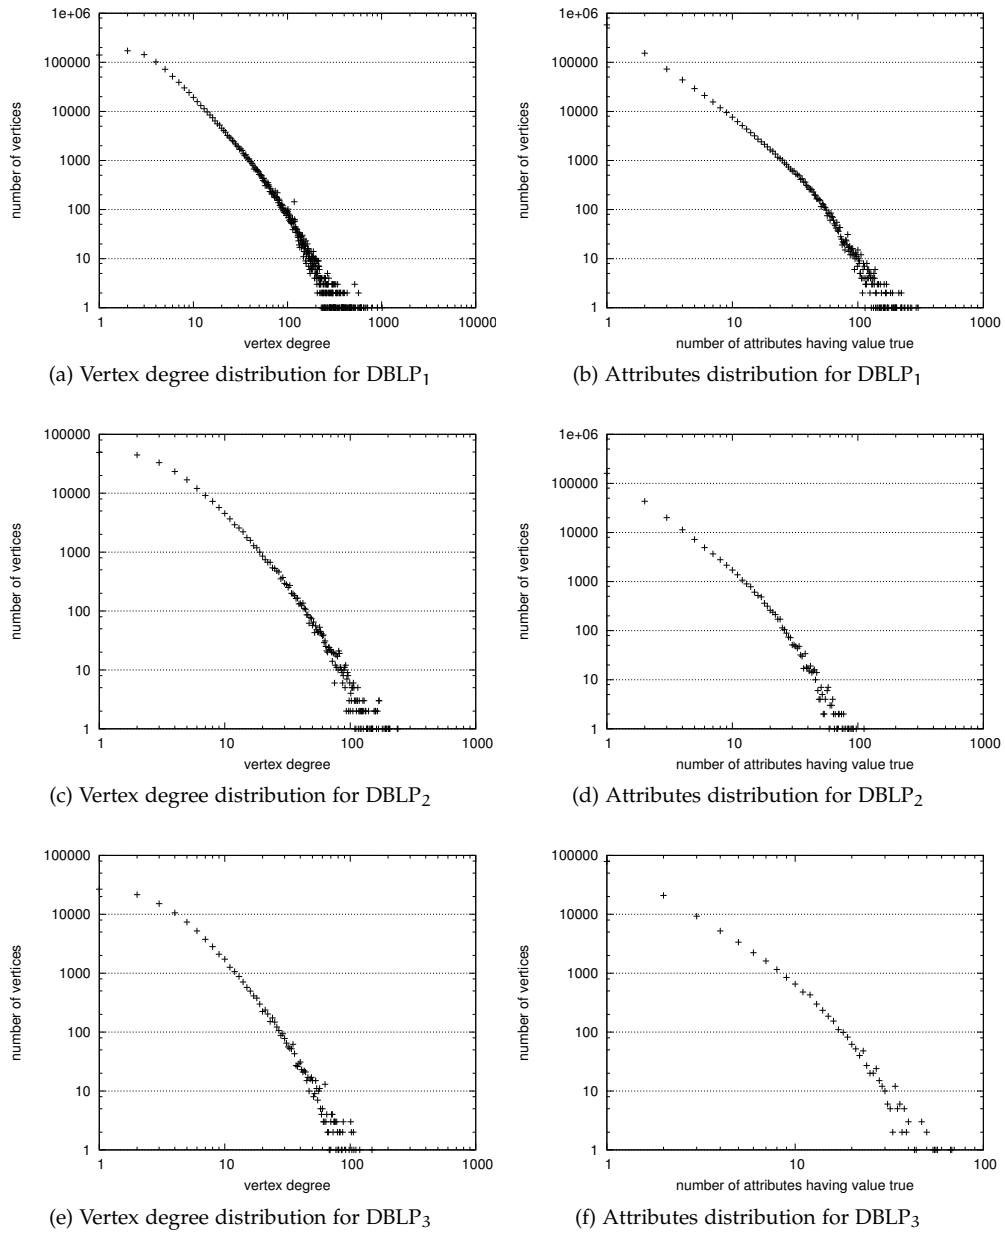 1e+06
100000
10000
1000
100
10
1
1 10 100 1000 10000
number of vertices
vertex degree
(a) Vertex degree distribution for DBLP1
1e+06
100000
10000
1000
100
10
1
1 10 100 1000
number of vertices
number of attributes having value true
(b) Attributes distribution for DBLP1
100000
10000
1000
100
10
1
1 10 100 1000
number of vertices
vertex degree
(c) Vertex degree distribution for DBLP2
1e+06
100000
10000
1000
100
10
1
1 10 100 1000
number of vertices
number of attributes having value true
(d) Attributes distribution for DBLP2
100000
10000
1000
100
10
1
1 10 100 1000
number of vertices
vertex degree
(e) Vertex degree distribution for DBLP3
100000
10000
1000
100
10
1
1 10 100
number of vertices
number of attributes having value true
(f) Attributes distribution for DBLP3